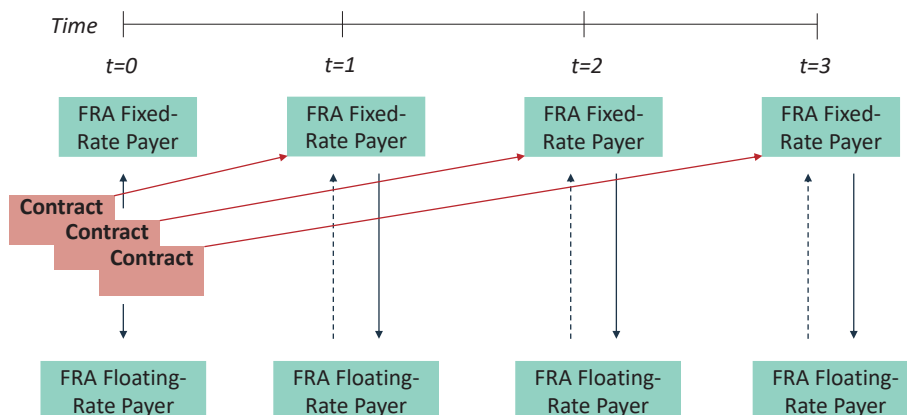 Time
t=0
t=1
t=2
t=3
FRA Fixed-
Rate Payer
FRA Fixed-
Rate Payer
FRA Fixed-
Rate Payer
FRA Fixed-
Rate Payer
Contract
Contract
Contract
FRA Floating-
Rate Payer
FRA Floating-
Rate Payer
FRA Floating-
Rate Payer
FRA Floating-
Rate Payer